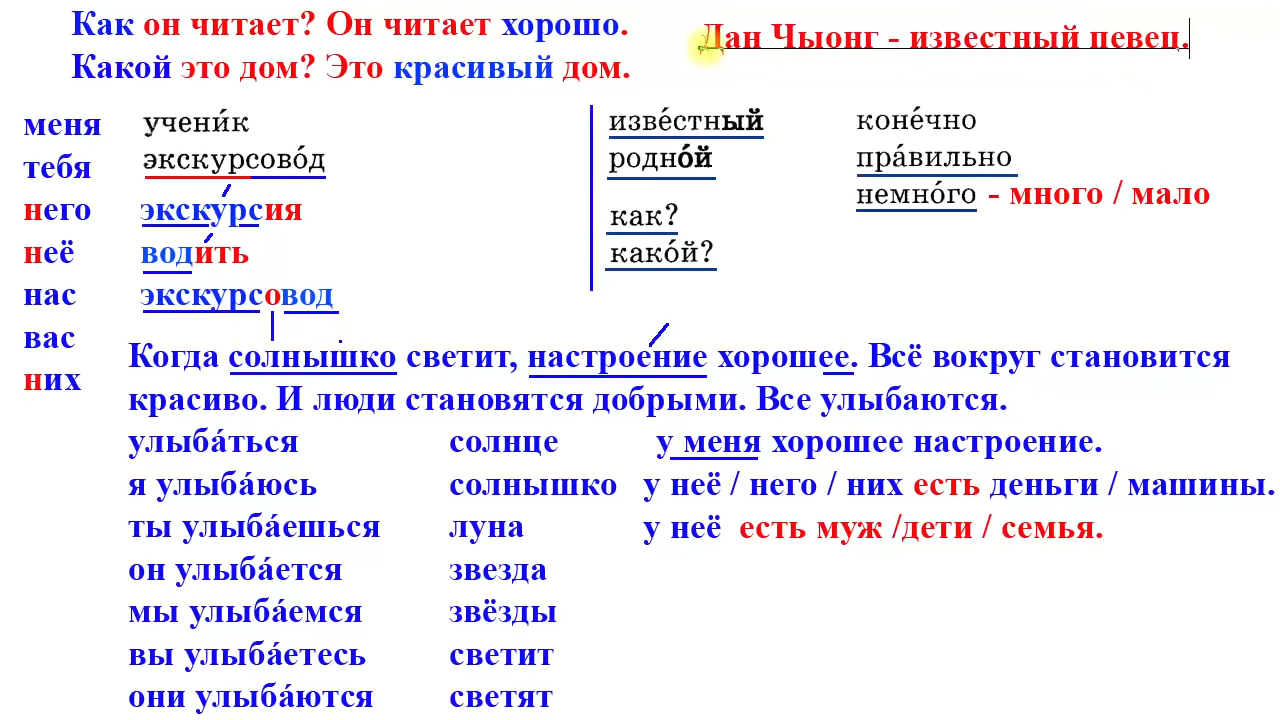 Как он читает? Он читает хорошо.
Какой это дом? Это красивый дом.
Дан Чыонг - известный певец.
меня
тебя
него
неё
нас
вас
них
учени́к
экскурсово́д
экску́рсия
води́ть
экскурсовод
изве́стный
родно́й
как?
како́й?
коне́чно
пра́вильно
немно́го - много / мало
Когда солнышко светит, настрое́ние хорошее. Всё вокруг становится
красиво. И люди становятся добрыми. Все улыбаются.
улыба́ться
я улыба́юсь
ты улыба́ешься
он улыба́ется
мы улыба́емся
вы улыба́етесь
они улыба́ются
солнце
солнышко
луна
звезда
звёзды
светит
светят
у меня хорошее настроение.
у неё / него / них есть деньги / машины.
у неё есть муж /дети / семья.